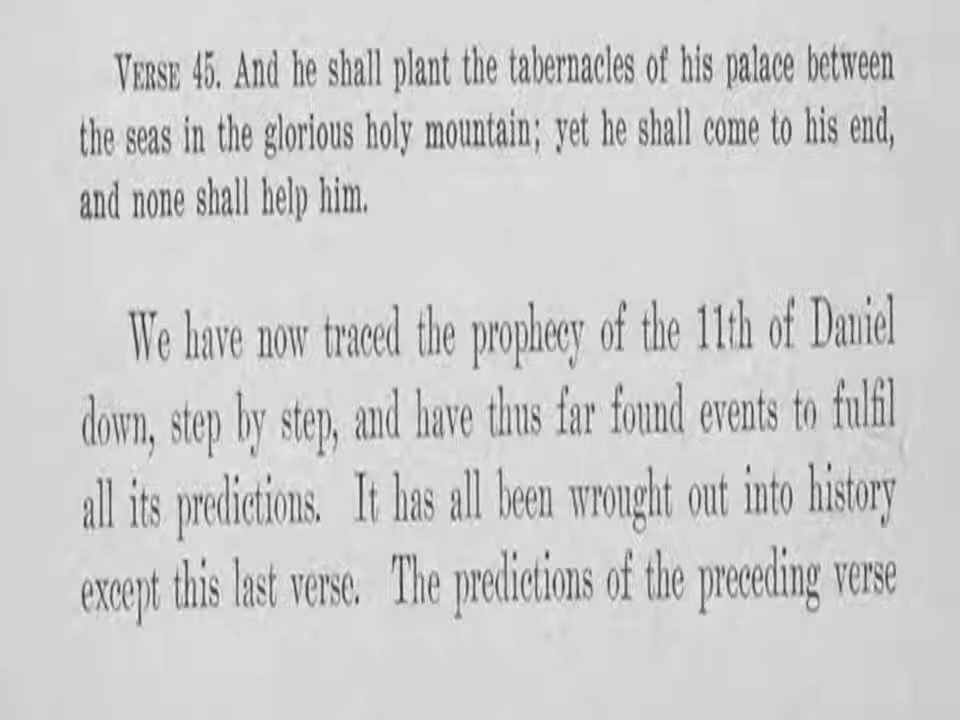 VERSE 45. And he shall plant the tabernacles of his palace between
the seas in the glorious holy mountain; yet he shall come to his end,
and none shall help him.
We have now traced the prophecy of the 11th of Daniel
down, step by step, and have thus far found events to fulfil
all its predictions. It has all been wrought out into history
except this last verse. The predictions of the preceding verse